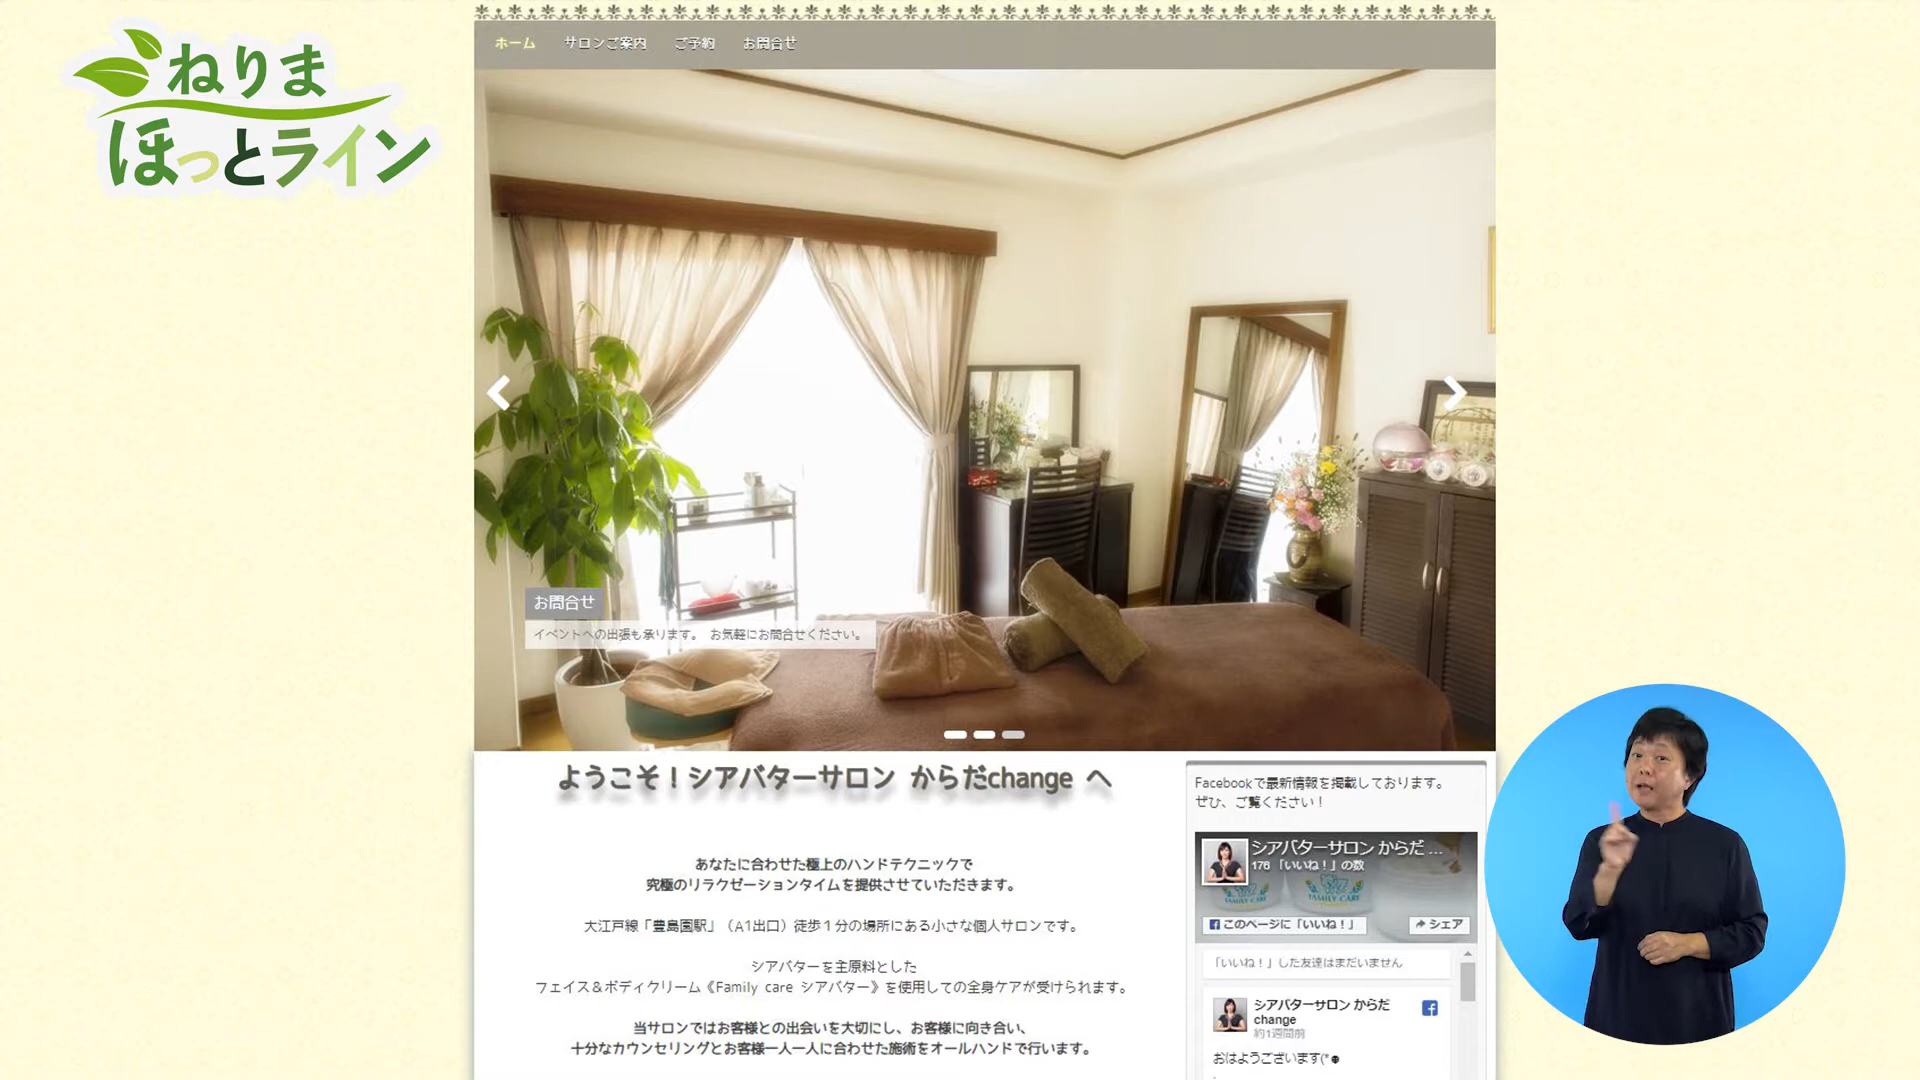 ねりま
ほっとライン
ホーム サロンご案内 ご予約 お問合せ
お問合せ
イベントへの出張も承ります。 お気軽にお問合せください。
ようこそ！シアバターサロン からだchange へ
あなたに合わせた極上のハンドテクニックで
究極のリラクゼーションタイムを提供させていただきます。
大江戸線「豊島園駅」（A1出口）徒歩１分の場所にある小さな個人サロンです。
シアバターを主原料とした
フェイス＆ボディクリーム《Family care シアバター》を使用しての全身ケアが受けられます。
当サロンではお客様との出会いを大切にし、お客様に向き合い、
十分なカウンセリングとお客様一人一人に合わせた施術をオールハンドで行います。
Facebookで最新情報を掲載しております。
ぜひ、ご覧ください！
シアバターサロン からだ ...
176 「いいね！」の数
FAMILY CARE
FAMILY CARE
このページに「いいね！」
シェア
「いいね！」した友達はまだいません
シアバターサロン からだ
change
約1週間前
おはようございます(*☻